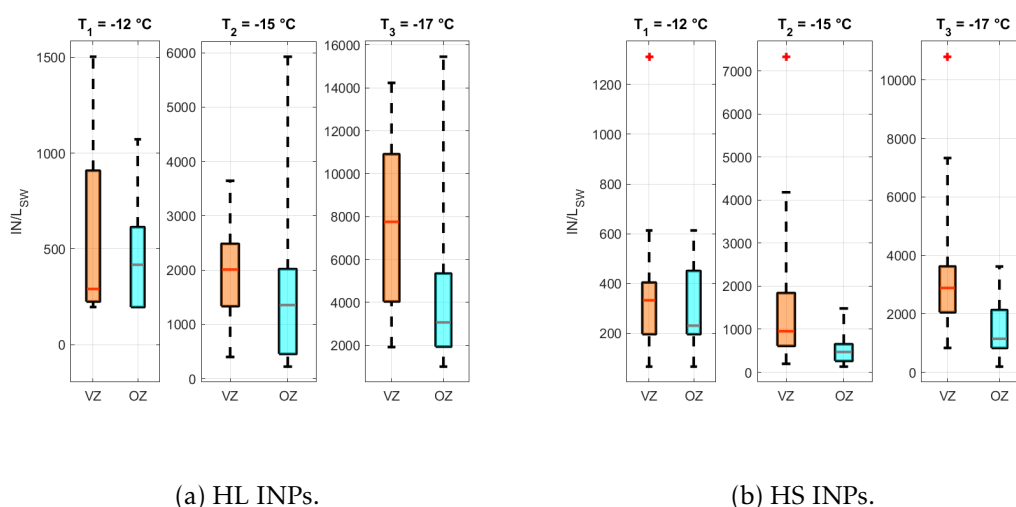 T1 = -12 °C
T2 = -15 °C
T3 = -17 °C
IN/LSW
1500
1000
500
0
6000
5000
4000
3000
2000
1000
0
16000
14000
12000
10000
8000
6000
4000
2000
VZ OZ
VZ OZ
VZ OZ
(a) HL INPs.
T1 = -12 °C
T2 = -15 °C
T3 = -17 °C
IN/LSW
1200
1000
800
600
400
200
7000
6000
5000
4000
3000
2000
1000
0
10000
8000
6000
4000
2000
0
VZ OZ
VZ OZ
VZ OZ
(b) HS INPs.